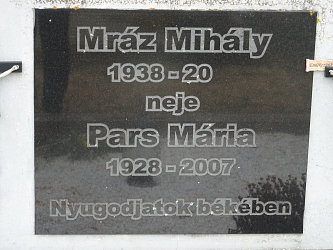 Mráz Mihály
1938 - 20
neje
Pars Mária
1928 - 2007
Nyugodjatok békében